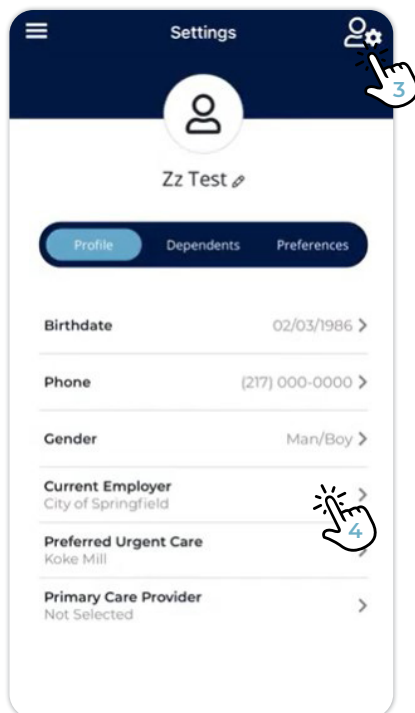 Settings
3
Zz Test
Profile Dependents Preferences
Birthdate 02/03/1986
Phone (217) 000-0000
Gender Man/Boy
Current Employer
City of Springfield
4
Preferred Urgent Care
Koke Mill
Primary Care Provider
Not Selected